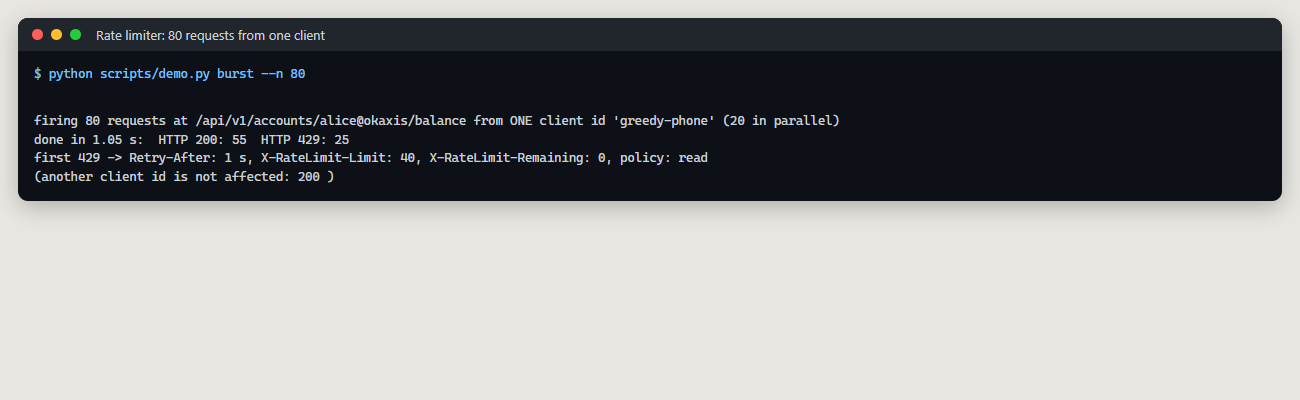 Rate limiter: 80 requests from one client
$ python scripts/demo.py burst --n 80
firing 80 requests at /api/v1/accounts/alice@okaxis/balance from ONE client id 'greedy-phone' (20 in parallel)
done in 1.05 s:  HTTP 200: 55  HTTP 429: 25
first 429 -> Retry-After: 1 s, X-RateLimit-Limit: 40, X-RateLimit-Remaining: 0, policy: read
(another client id is not affected: 200 )